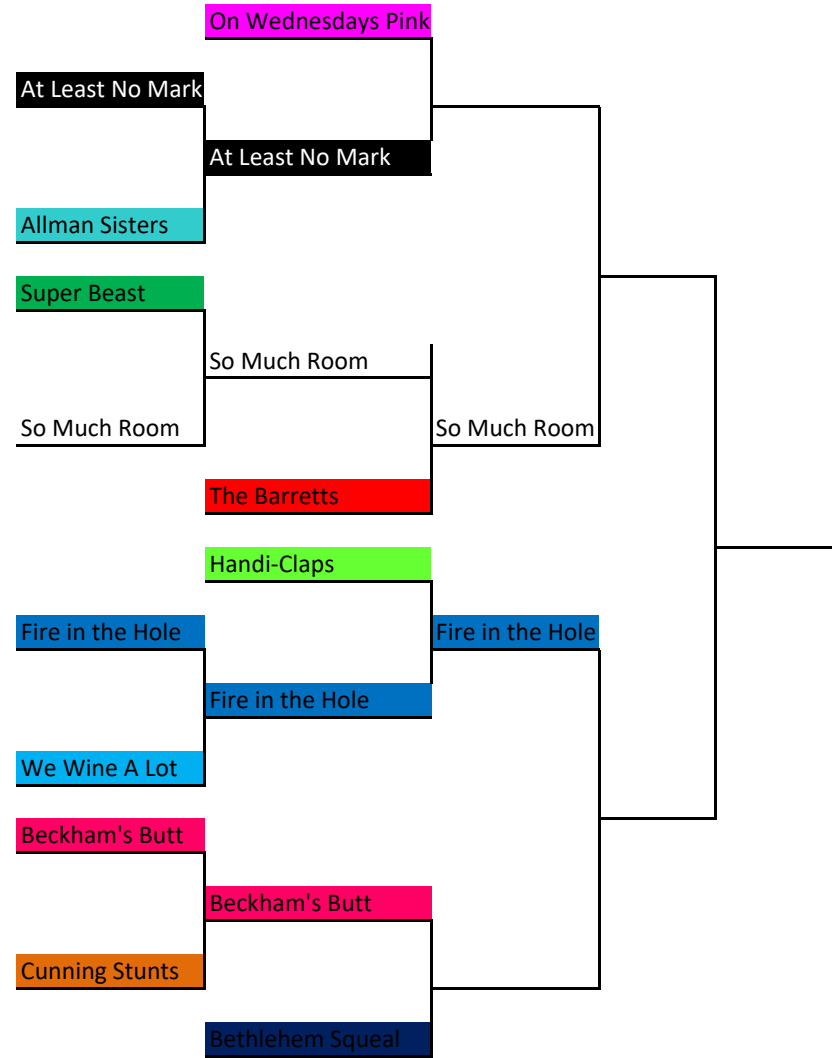 On Wednesdays Pink
At Least No Mark
At Least No Mark
Allman Sisters
Super Beast
So Much Room
So Much Room
So Much Room
The Barretts
Handi-Claps
Fire in the Hole
Fire in the Hole
Fire in the Hole
We Wine A Lot
Beckham's Butt
Beckham's Butt
Cunning Stunts
Bethlehem Squeal